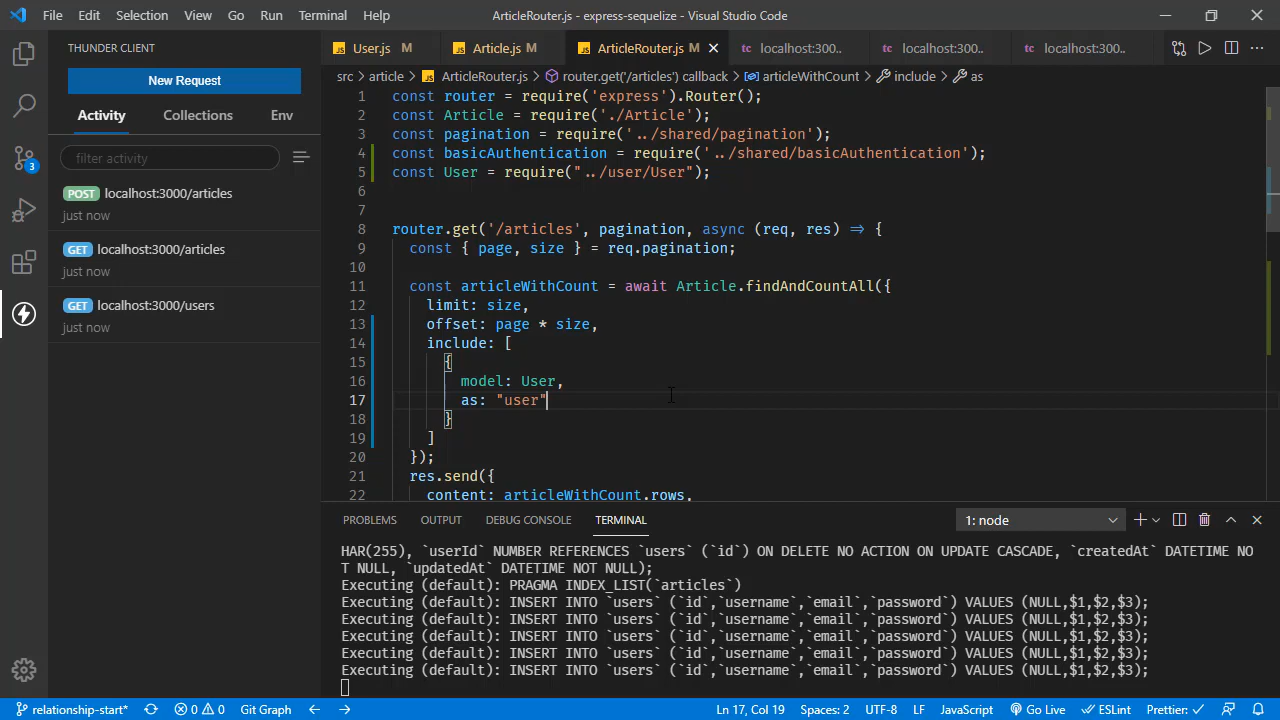 File Edit Selection View Go Run Terminal Help ArticleRouter.js - express-sequelize - Visual Studio Code
THUNDER CLIENT
New Request
Activity Collections Env
filter activity
POST localhost:3000/articles
just now
GET localhost:3000/articles
just now
GET localhost:3000/users
just now
3
User.js M Article.js M ArticleRouter.js M localhost:300.. localhost:300.. localhost:300..
src article ArticleRouter.js router.get('/articles') callback articleWithCount include as
1 const router = require('express').Router();
2 const Article = require('./Article');
3 const pagination = require('../shared/pagination');
4 const basicAuthentication = require('../shared/basicAuthentication');
5 const User = require("../user/User");
6
7
8 router.get('/articles', pagination, async (req, res) => {
9 const { page, size } = req.pagination;
10
11 const articleWithCount = await Article.findAndCountAll({
12 limit: size,
13 offset: page * size,
14 include: [
15 {
16 model: User,
17 as: "user"
18 }
19 ]
20 });
21 res.send({
22 content: articleWithCount.rows,
PROBLEMS OUTPUT DEBUG CONSOLE TERMINAL 1: node
HAR(255), `userId` NUMBER REFERENCES `users` (`id`) ON DELETE NO ACTION ON UPDATE CASCADE, `createdAt` DATETIME NO
T NULL, `updatedAt` DATETIME NOT NULL);
Executing (default): PRAGMA INDEX_LIST(`articles`)
Executing (default): INSERT INTO `users` (`id`,`username`,`email`,`password`) VALUES (NULL,$1,$2,$3);
Executing (default): INSERT INTO `users` (`id`,`username`,`email`,`password`) VALUES (NULL,$1,$2,$3);
Executing (default): INSERT INTO `users` (`id`,`username`,`email`,`password`) VALUES (NULL,$1,$2,$3);
Executing (default): INSERT INTO `users` (`id`,`username`,`email`,`password`) VALUES (NULL,$1,$2,$3);
Executing (default): INSERT INTO `users` (`id`,`username`,`email`,`password`) VALUES (NULL,$1,$2,$3);
relationship-start* 0 0 Git Graph Ln 17, Col 19 Spaces: 2 UTF-8 LF JavaScript Go Live ESLint Prettier: